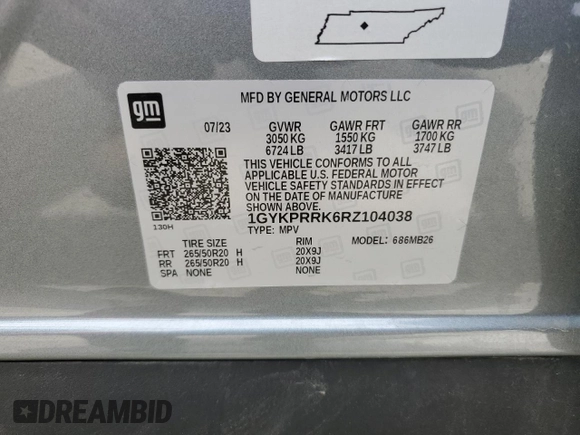 gm
MFD BY GENERAL MOTORS LLC
07/23 GVWR GAWR FRT GAWR RR
3050 KG 1550 KG 1700 KG
6724 LB 3417 LB 3747 LB
THIS VEHICLE CONFORMS TO ALL
APPLICABLE U.S. FEDERAL MOTOR
VEHICLE SAFETY STANDARDS IN EFFECT
ON THE DATE OF MANUFACTURE
SHOWN ABOVE.
1GYKPRRK6RZ104038
130H
TYPE: MPV MODEL: 686MB26
TIRE SIZE RIM
FRT 265/50R20 H 20X9J
RR 265/50R20 H 20X9J
SPA NONE NONE
DREAMBID